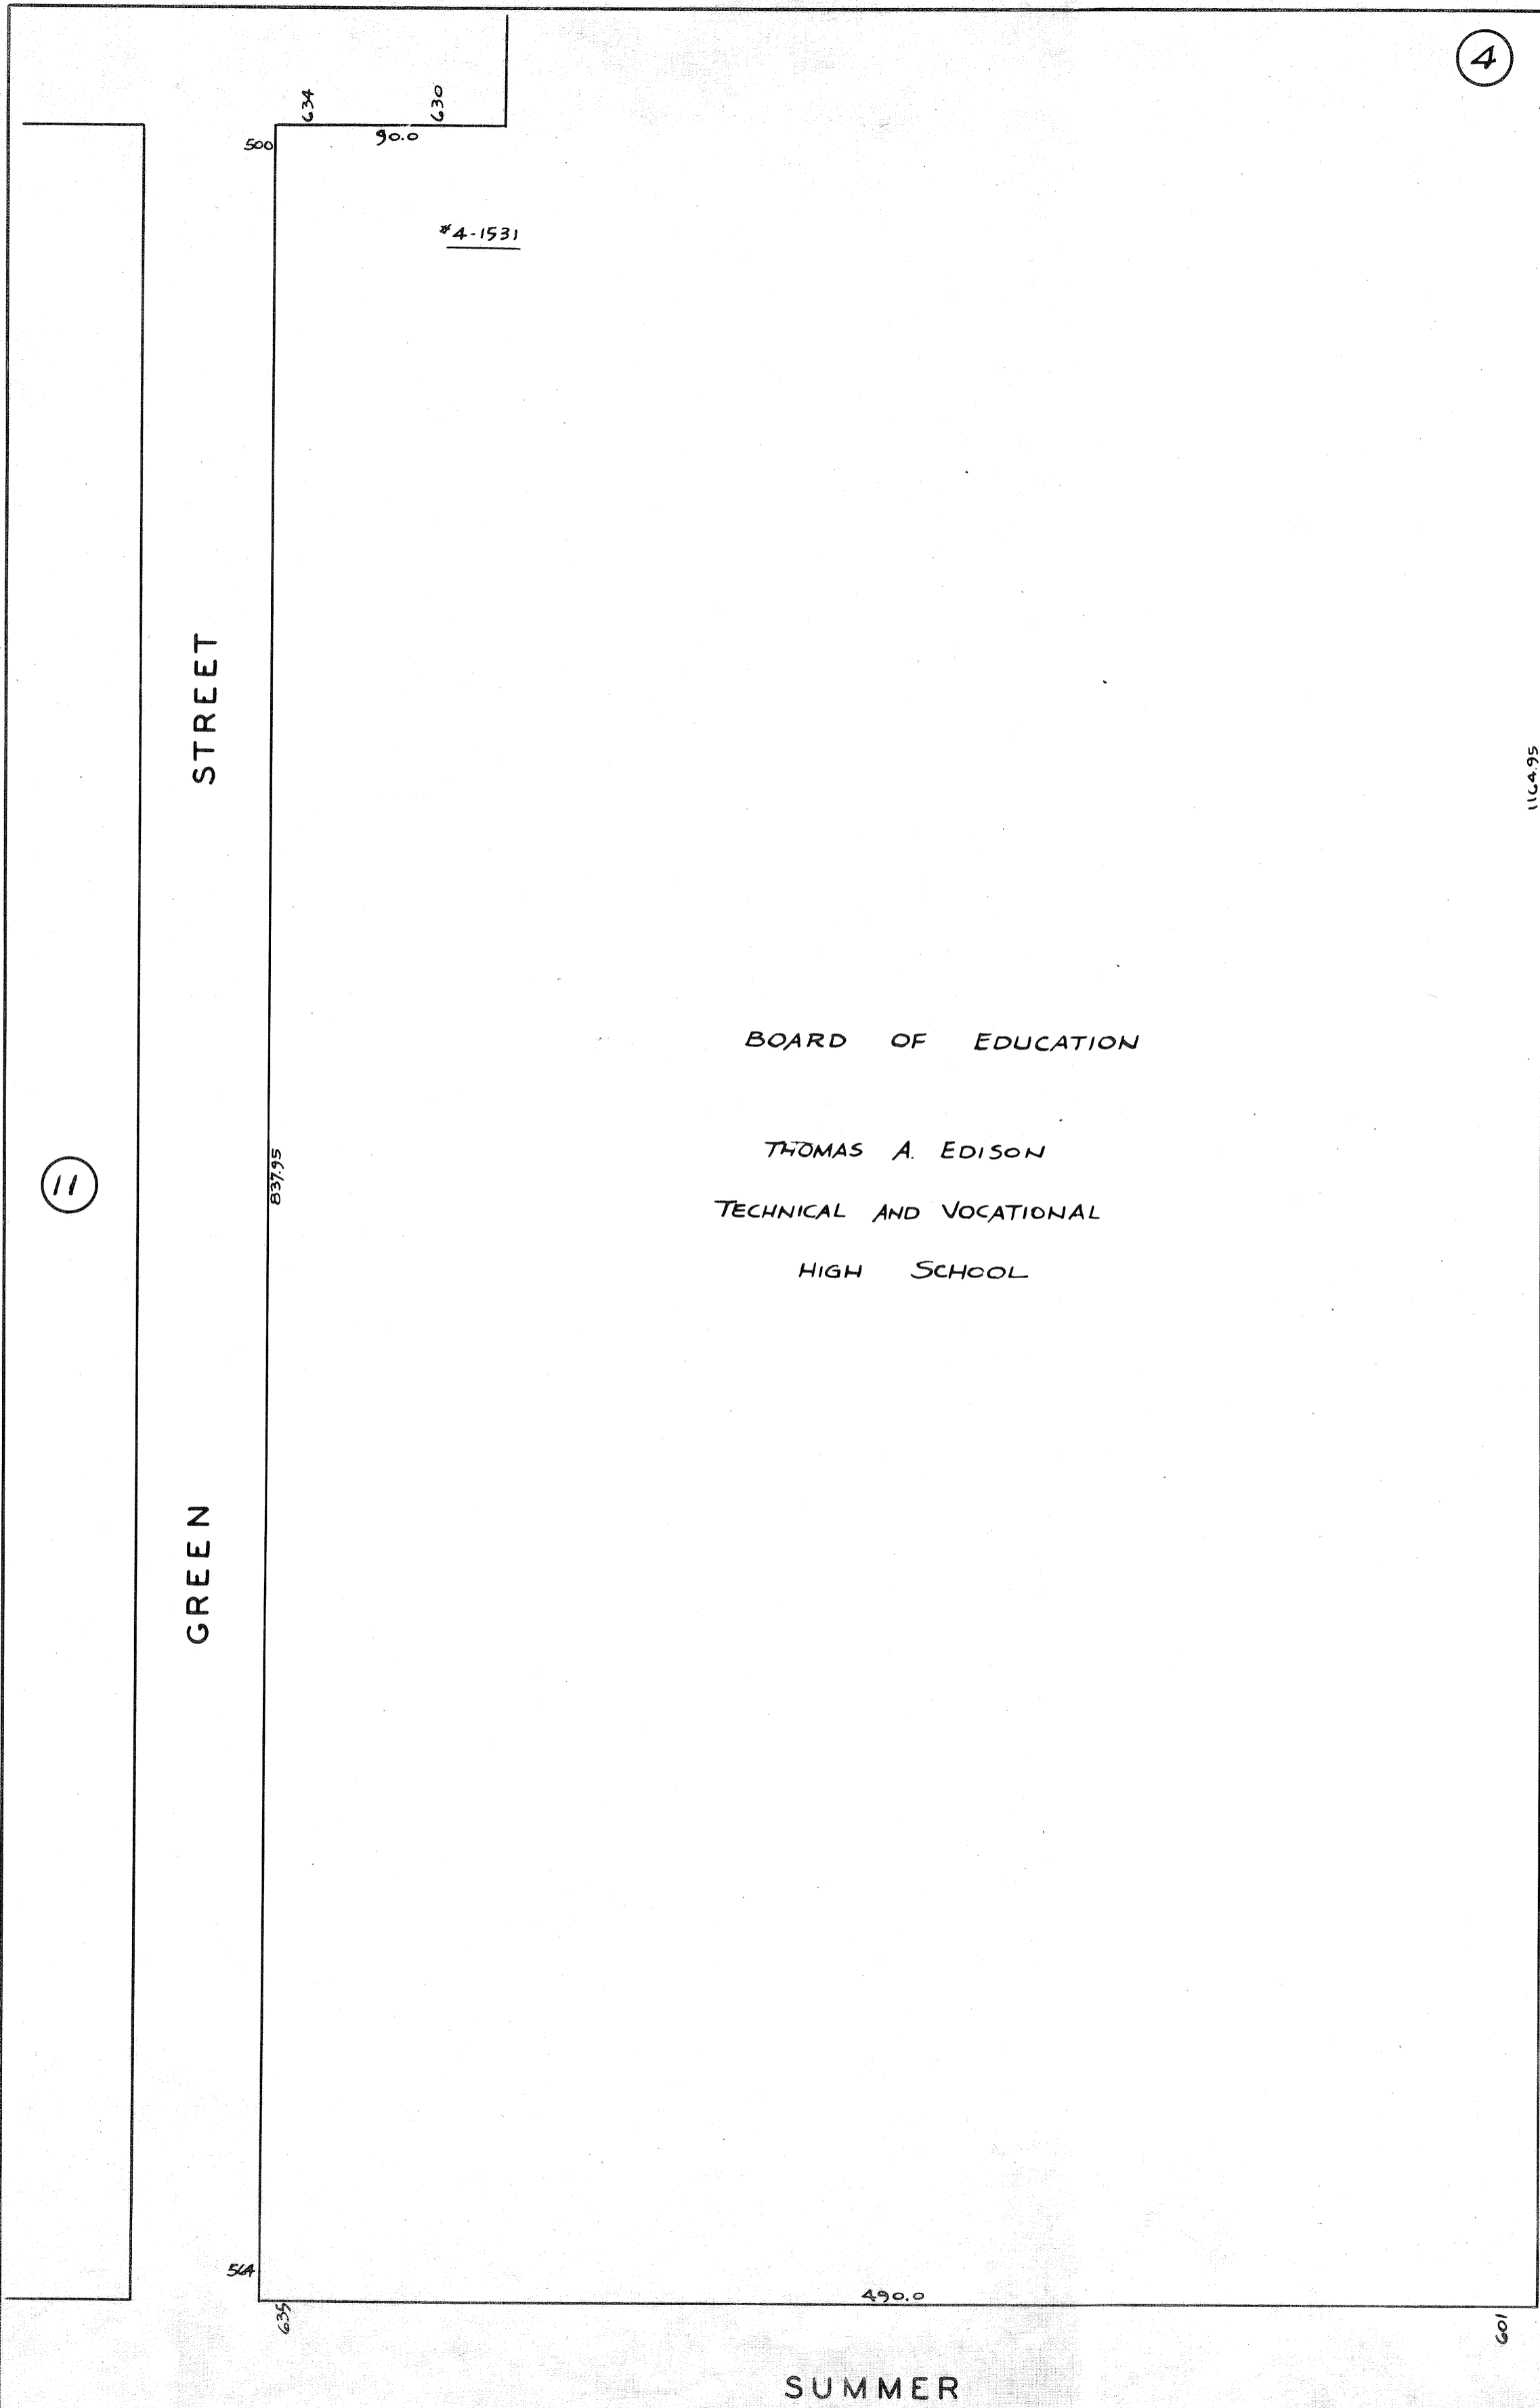 4
634
630
90.0
500
#4-1531
STREET
1164.95
BOARD OF EDUCATION
THOMAS A. EDISON
TECHNICAL AND VOCATIONAL
HIGH SCHOOL
11
837.95
GREEN
564
490.0
635
601
SUMMER